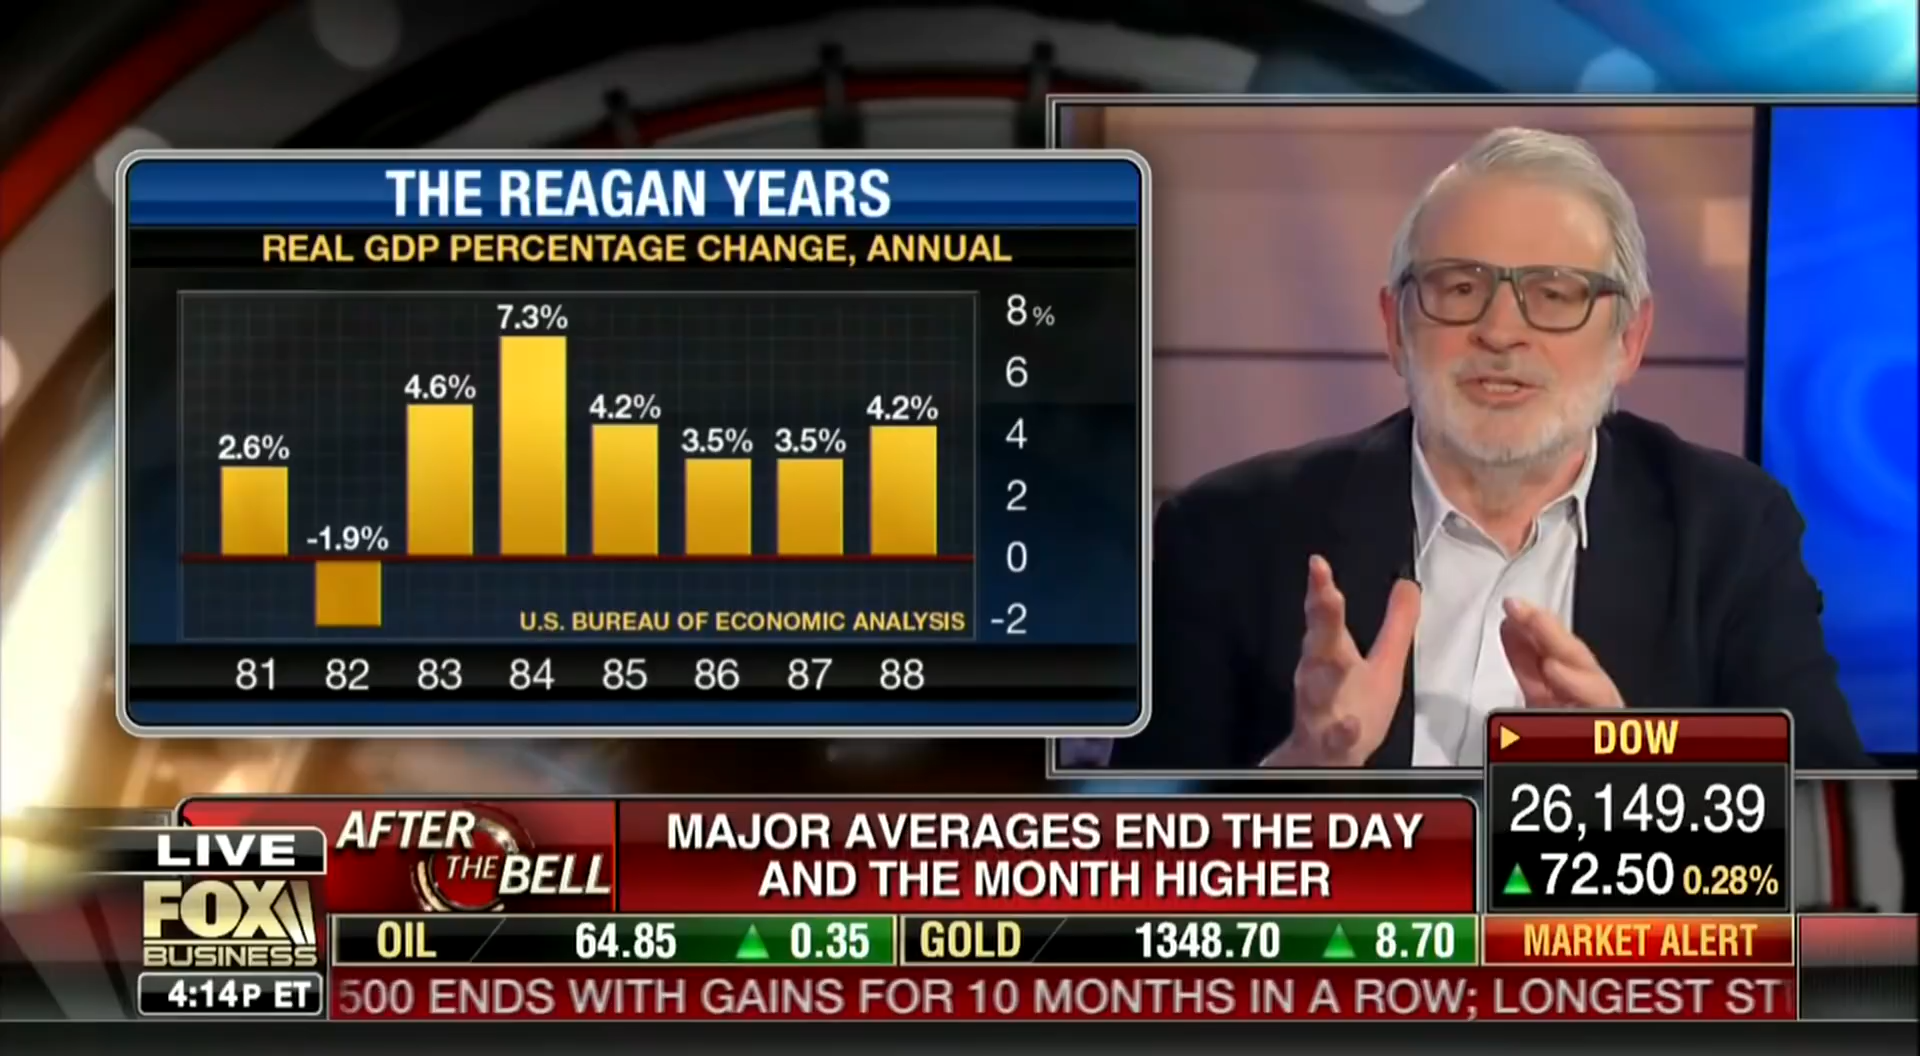 THE REAGAN YEARS
REAL GDP PERCENTAGE CHANGE, ANNUAL
8%
6
4
2
0
-2
2.6%
-1.9%
4.6%
7.3%
4.2%
3.5%
3.5%
4.2%
U.S. BUREAU OF ECONOMIC ANALYSIS
81 82 83 84 85 86 87 88
DOW
26,149.39
72.50 0.28%
MARKET ALERT
AFTER
THE BELL
MAJOR AVERAGES END THE DAY
AND THE MONTH HIGHER
LIVE
FOX
BUSINESS
4:14P ET
OIL 64.85 0.35 GOLD 1348.70 8.70
500 ENDS WITH GAINS FOR 10 MONTHS IN A ROW; LONGEST